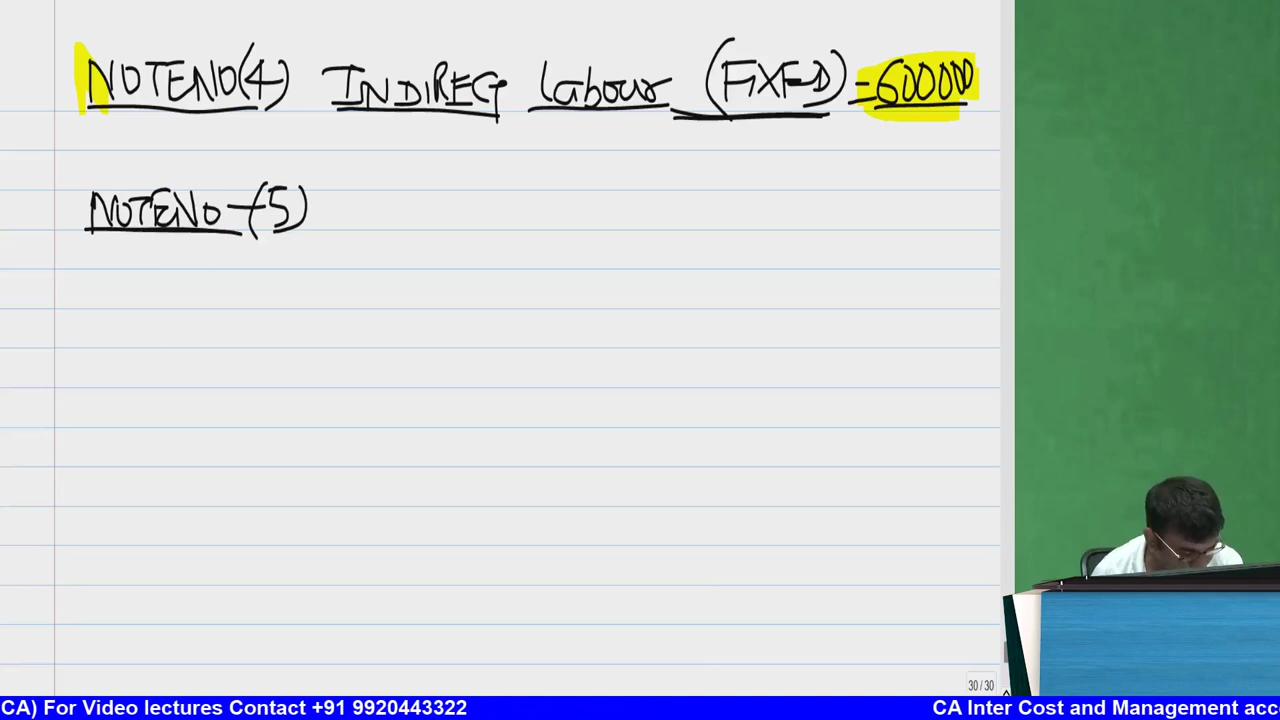 NOTENO(4) INDIRECT Labour (FIXED) =600000
NOTENO-(5)
30/30
CA) For Video lectures Contact +91 9920443322
CA Inter Cost and Management acc